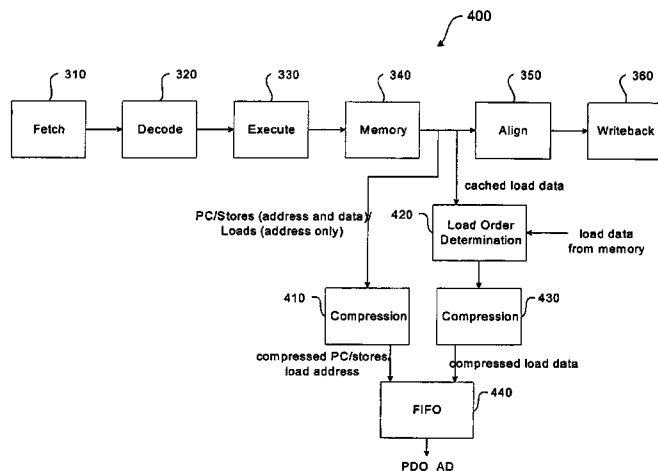 400
310
320
330
340
350
360
Fetch
Decode
Execute
Memory
Align
Writeback
cached load data
PC/Stores (address and data)
Loads (address only)
420
Load Order
Determination
load data
from memory
410
Compression
430
Compression
compressed PC/stores/
load address
compressed load data
440
FIFO
PDO_AD